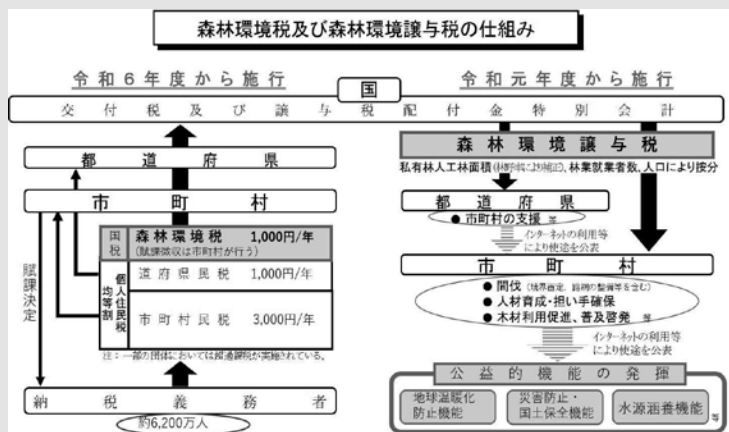 森林環境税及び森林環境譲与税の仕組み
令和6年度から施行
国
令和元年度から施行
交付税及び譲与税配付金特別会計
都道府県
市町村
国税
森林環境税 1,000円/年
(賦課徴収は市町村が行う)
個人住民税均等割
道府県民税 1,000円/年
市町村民税 3,000円/年
注:一部の団体においては超過課税が実施されている。
賦課決定
納税義務者
約6,200万人
森林環境譲与税
私有林人工林面積(林野率により補正)、林業就業者数、人口により按分
都道府県
● 市町村の支援 等
インターネットの利用等
により使途を公表
市町村
● 間伐(境界画定、路網の整備等を含む)
● 人材育成・担い手確保
● 木材利用促進、普及啓発 等
インターネットの利用等
により使途を公表
公益的機能の発揮
地球温暖化
防止機能
災害防止・
国土保全機能
水源涵養機能
等